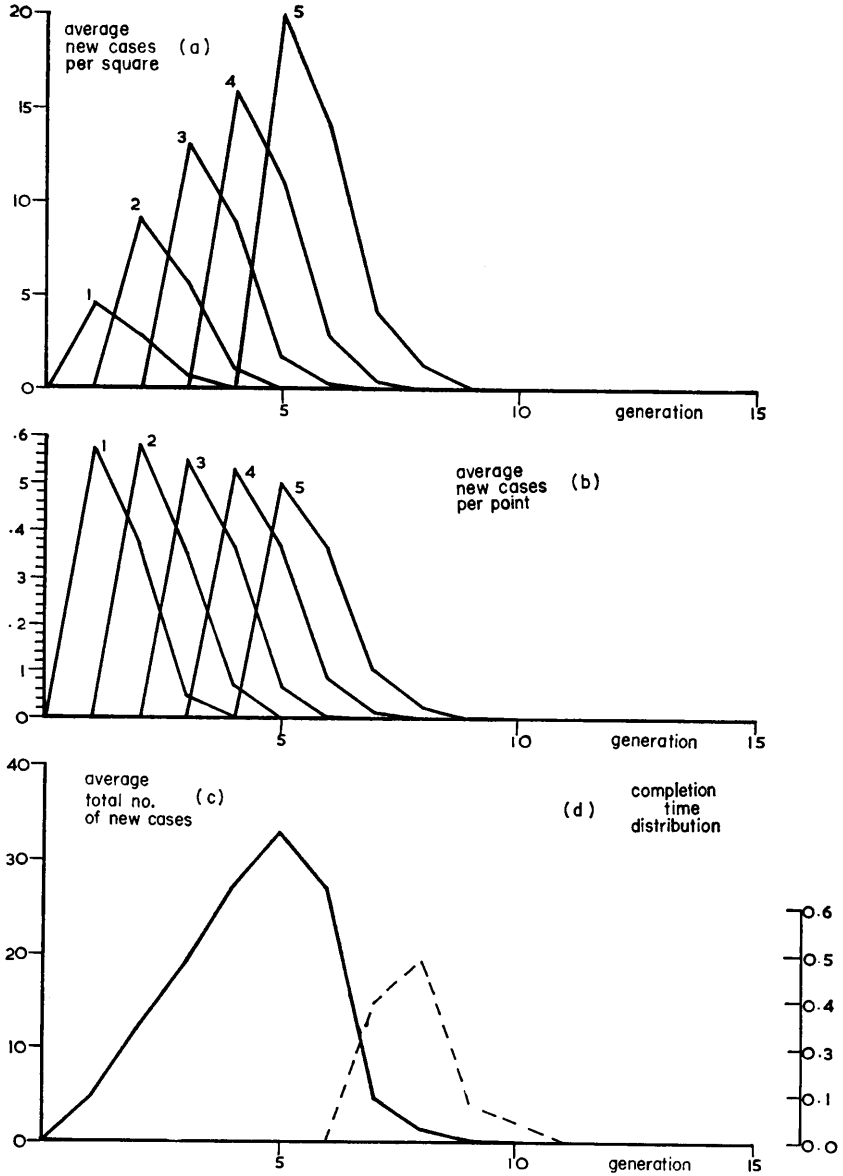 20
average
new cases (a)
per square
5
4
15
3
2
10
1
5
0
5
10
generation
15
.6
1
2
3
4
5
average
new cases (b)
per point
5
.4
3
.2
1
0
5
10
generation
15
40
average
total no. (c)
of new cases
(d) completion
time
distribution
30
20
10
0
0.6
0.5
0.4
0.3
0.1
0.0
5
10
generation
15